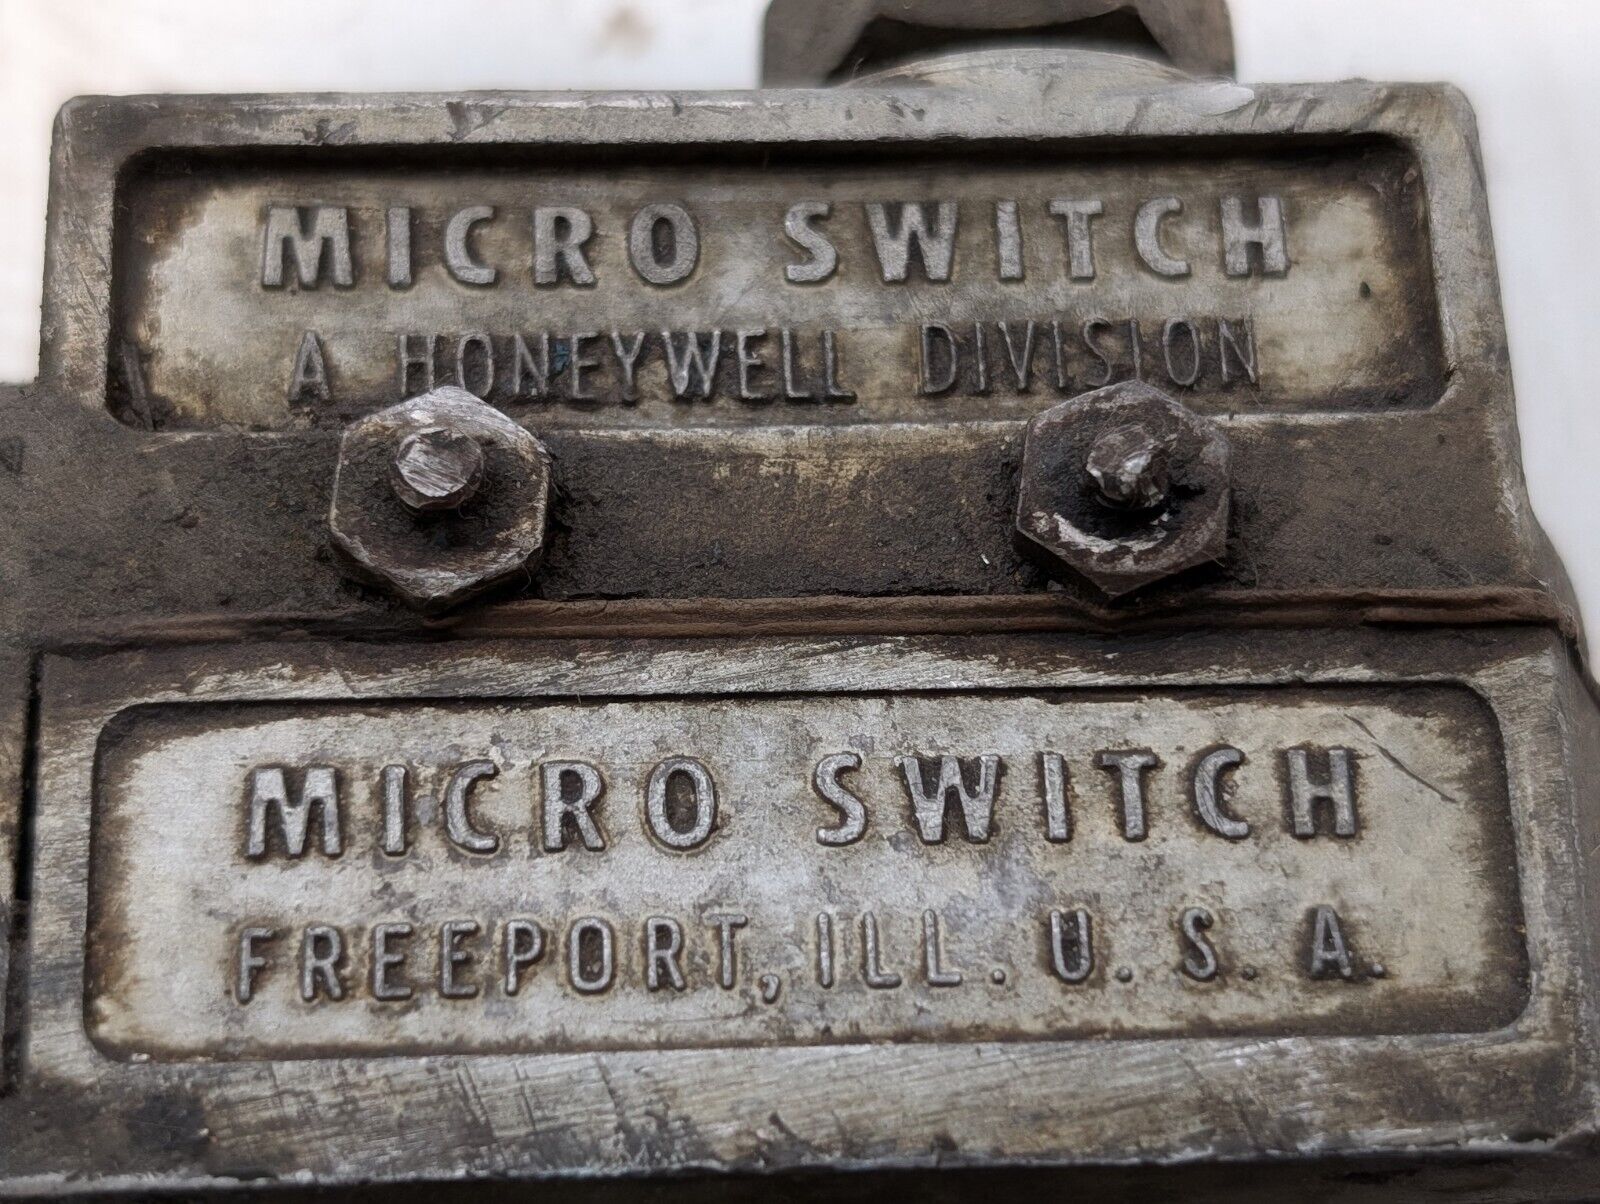 MICRO SWITCH
A HONEYWELL DIVISION
MICRO SWITCH
FREEPORT, ILL. U. S. A.